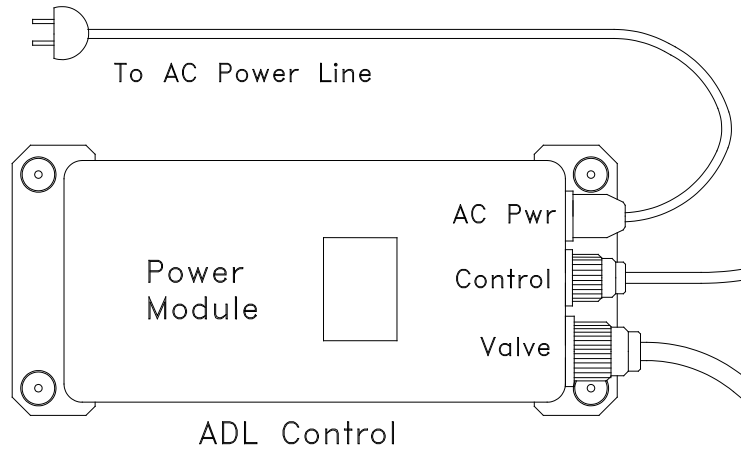 To AC Power Line
AC Pwr
Power
Module
Control
Valve
ADL Control